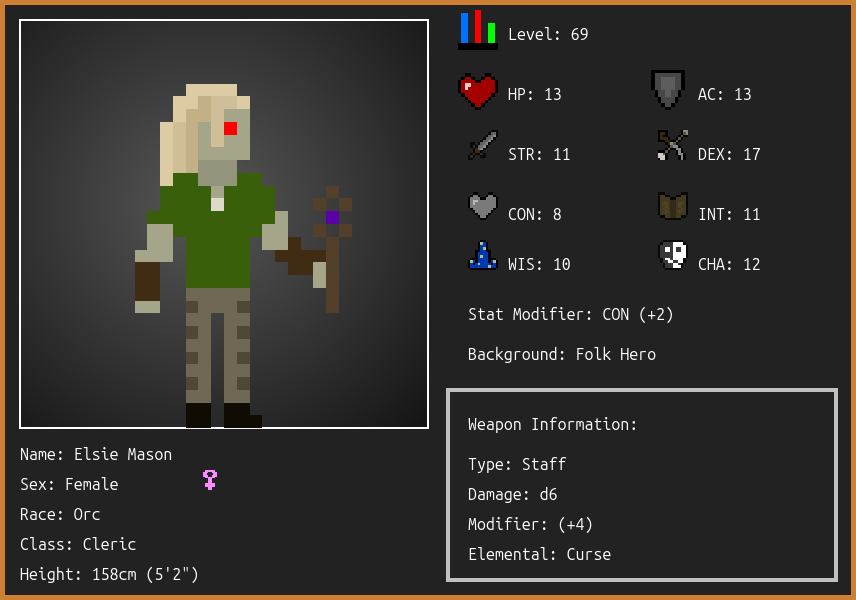 Level: 69
HP: 13
AC: 13
STR: 11
DEX: 17
CON: 8
INT: 11
WIS: 10
CHA: 12
Stat Modifier: CON (+2)
Background: Folk Hero
Weapon Information:
Type: Staff
Damage: d6
Modifier: (+4)
Elemental: Curse
Name: Elsie Mason
Sex: Female
Race: Orc
Class: Cleric
Height: 158cm (5'2")